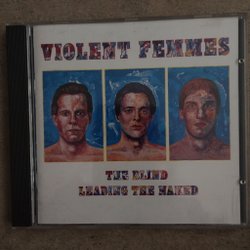 VIOLENT FEMMES
THE BLIND
LEADING THE NAKED